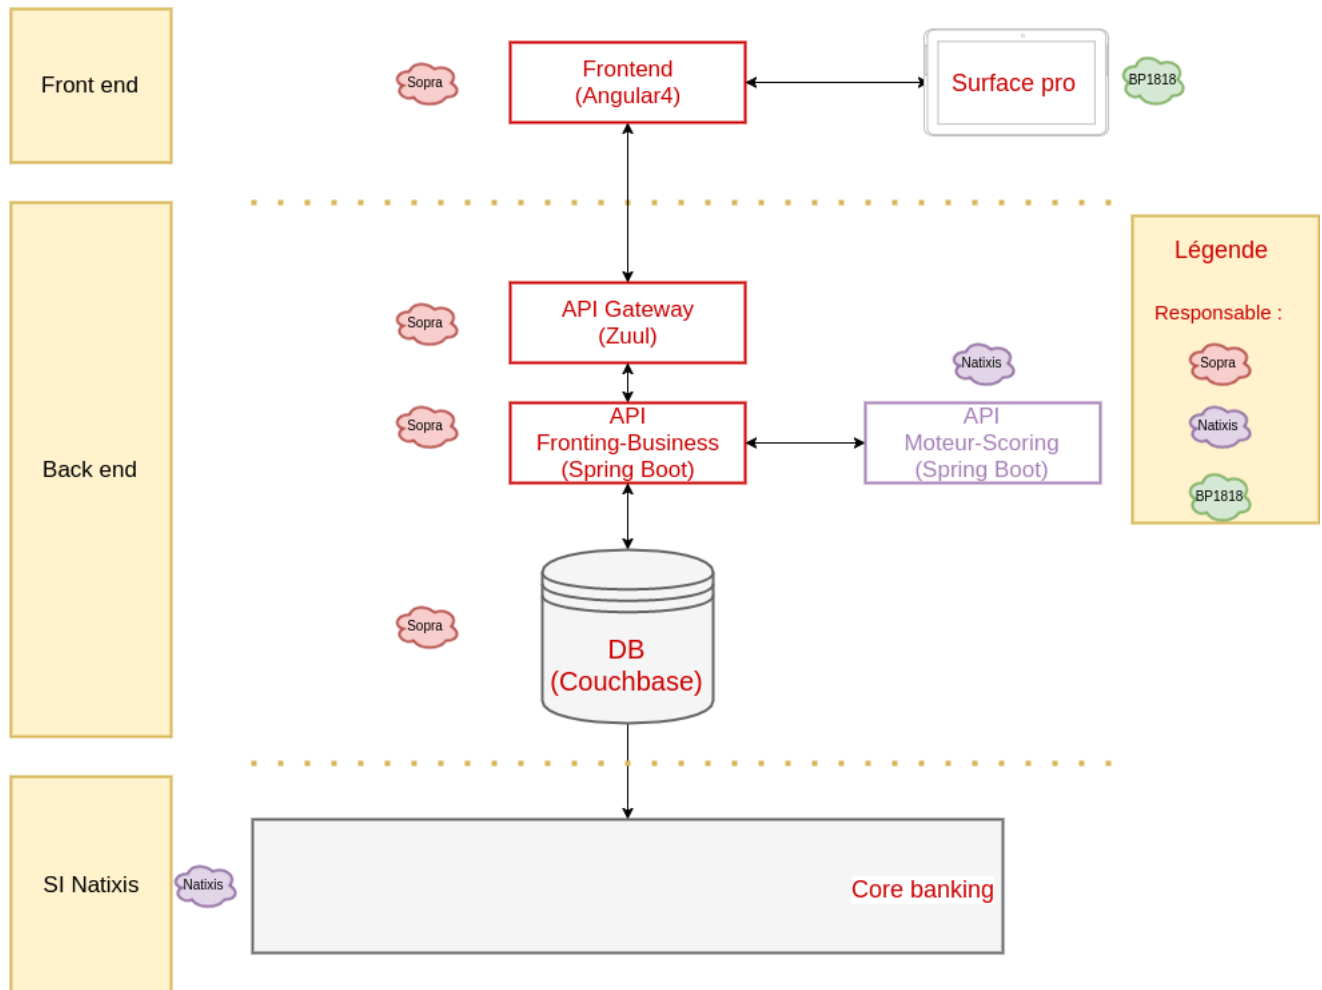 Front end
Sopra
Frontend
(Angular4)
Surface pro
BP1818
Back end
Sopra
API Gateway
(Zuul)
Sopra
API
Fronting-Business
(Spring Boot)
Natixis
API
Moteur-Scoring
(Spring Boot)
Sopra
DB
(Couchbase)
Légende
Responsable :
Sopra
Natixis
BP1818
SI Natixis
Natixis
Core banking